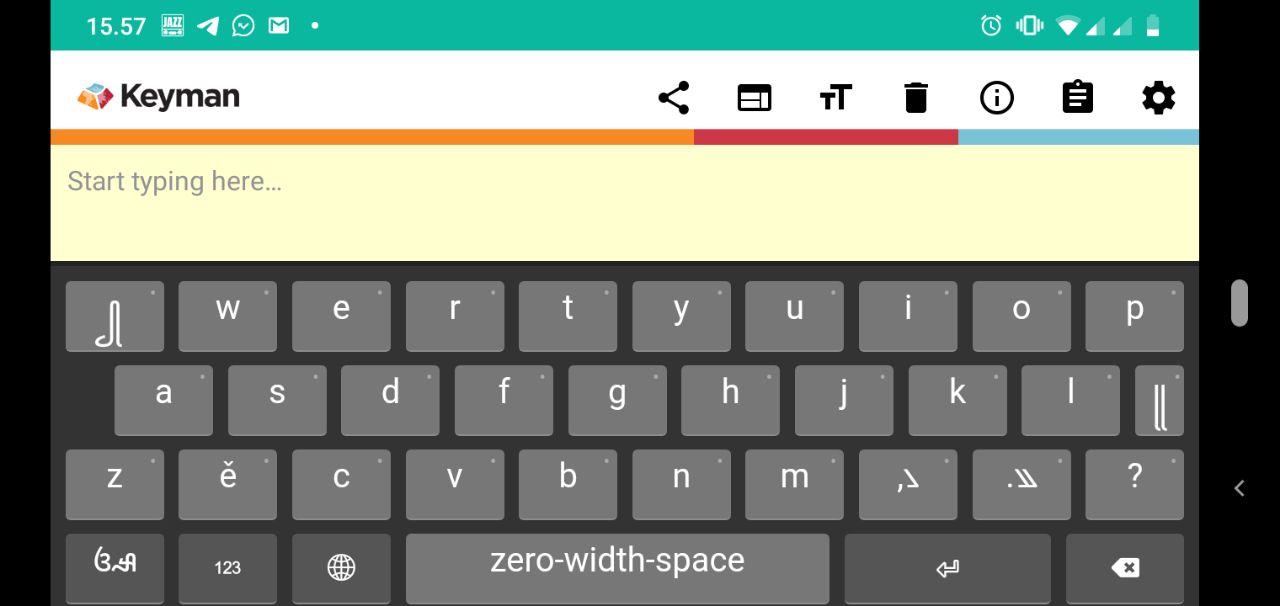 15.57 JAZZ
Keyman
Start typing here...
꧀ w e r t y u i o p
a s d f g h j k l ꧋
z ě c v b n m ,꧈ .꧉ ?
123 zero-width-space